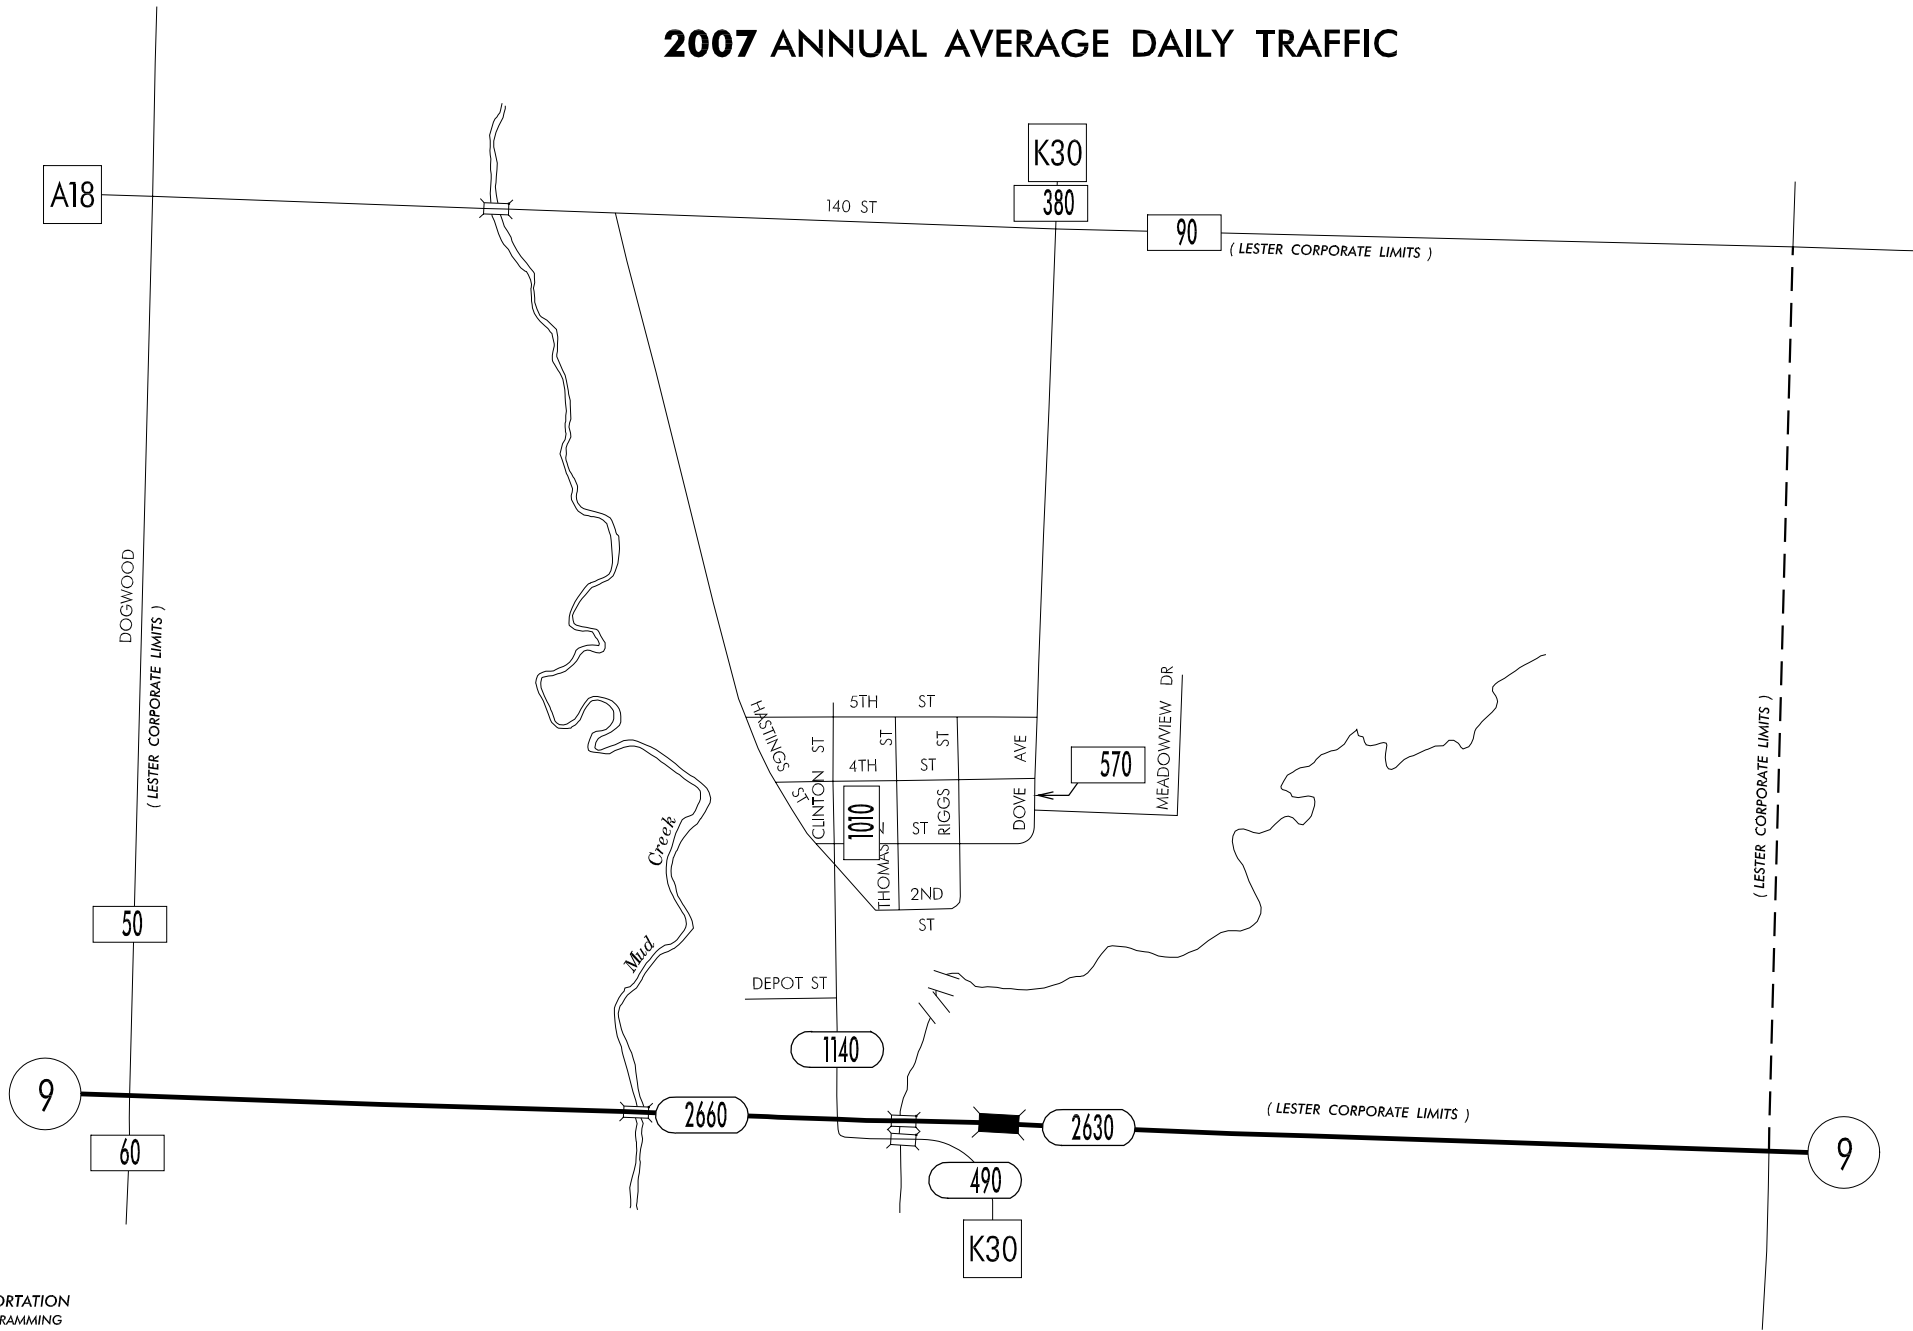 2007 ANNUAL AVERAGE DAILY TRAFFIC
K30
A18
380
140 ST
90
( LESTER CORPORATE LIMITS )
DOGWOOD
( LESTER CORPORATE LIMITS )
HASTINGS
ST
5TH ST
CLINTON ST
ST
ST
AVE
4TH ST
570
MEADOWVIEW DR
1010
THOMAS
ST
RIGGS
DOVE
2ND
ST
( LESTER CORPORATE LIMITS )
Creek
Mud
50
DEPOT ST
1140
9
2660
2630
( LESTER CORPORATE LIMITS )
9
60
490
K30
ORTATION
RAMMING